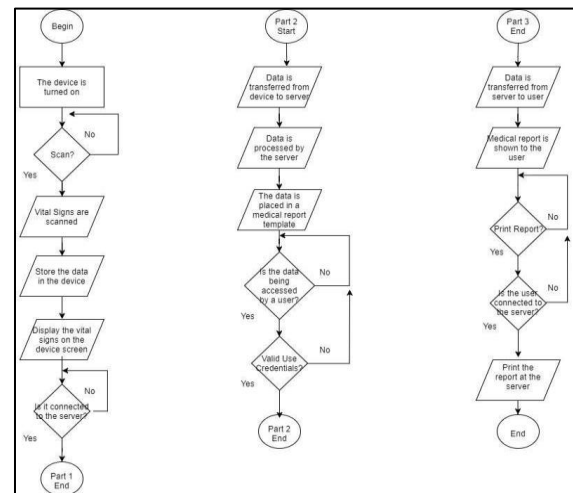 Begin
The device is
turned on
No
Scan?
Yes
Vital Signs are
scanned
Store the data
in the device
Display the vital
signs on the
device screen
No
Is it connected
to the server?
Yes
Part 1
End
Part 2
Start
Data is
transferred from
device to server
Data is
processed by
the server
The data is
placed in a
medical report
template
Is the data
being
accessed
by a user?
No
Yes
Valid Use
Credentials?
No
Yes
Part 2
End
Part 3
End
Data is
transferred from
server to user
Medical report is
shown to the
user
Print Report?
No
Yes
Is the user
connected to
the server?
No
Yes
Print the
report at the
server
End